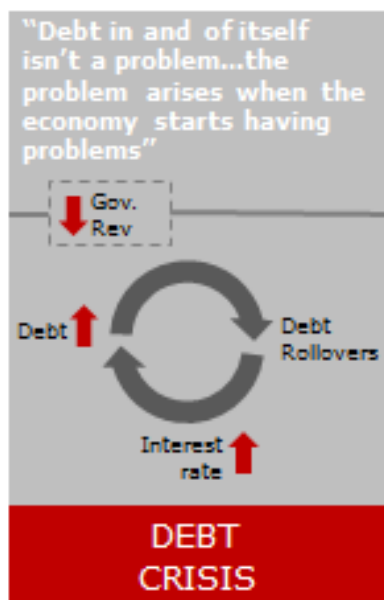 “Debt in and of itself
isn’t a problem...the
problem arises when the
economy starts having
problems”
Gov.
Rev
Debt
Debt
Rollovers
Interest
rate
DEBT
CRISIS